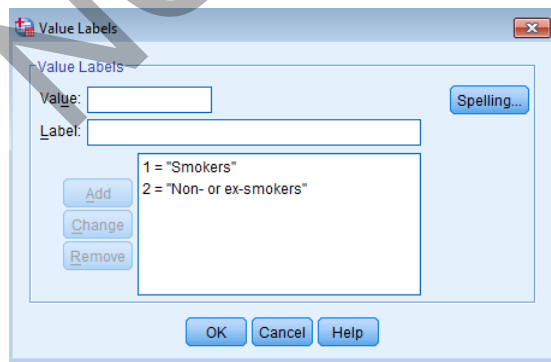 Value Labels
Value Labels
Value:
Spelling...
Label:
1 = "Smokers"
2 = "Non- or ex-smokers"
Add
Change
Remove
OK Cancel Help